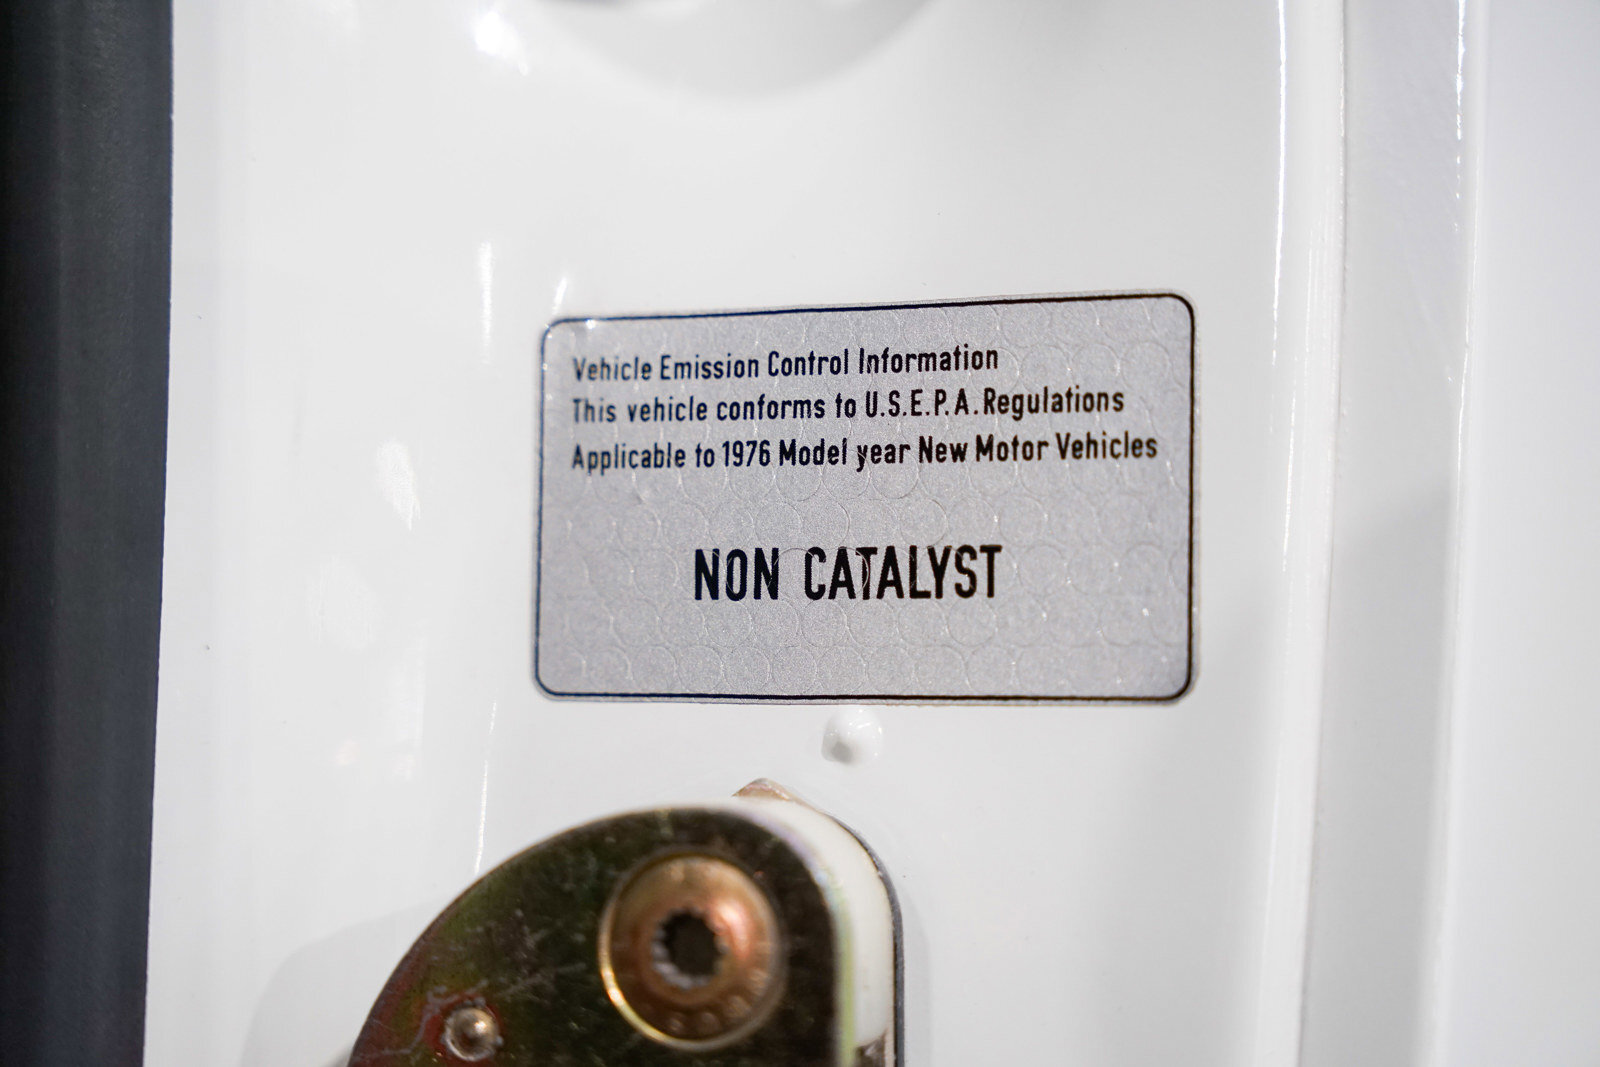 Vehicle Emission Control Information
This vehicle conforms to U.S.E.P.A. Regulations
Applicable to 1976 Model year New Motor Vehicles
NON CATALYST